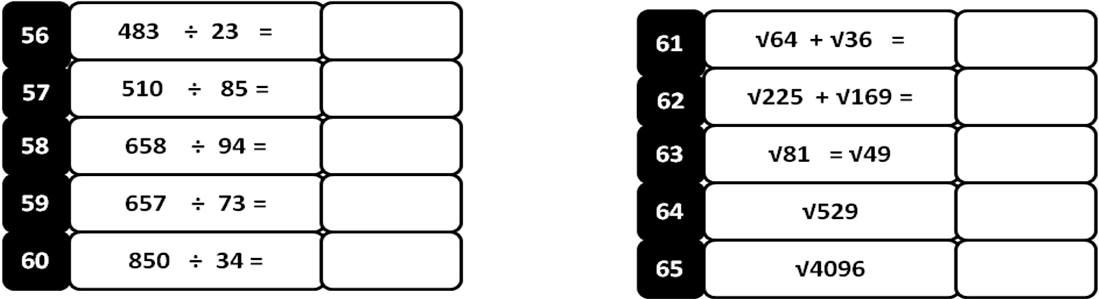 56 483 ÷ 23 =
57 510 ÷ 85 =
58 658 ÷ 94 =
59 657 ÷ 73 =
60 850 ÷ 34 =
61 √64 + √36 =
62 √225 + √169 =
63 √81 = √49
64 √529
65 √4096